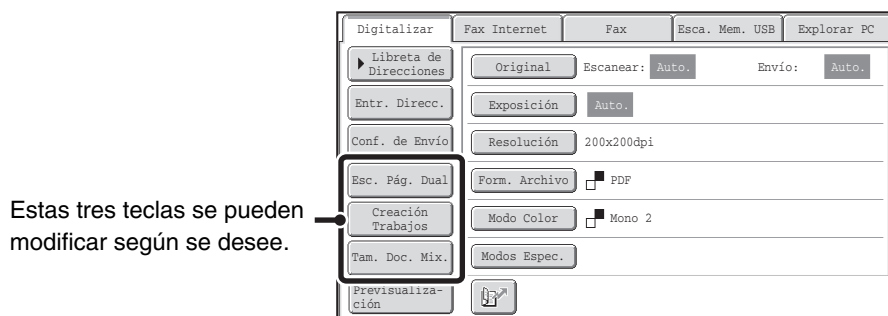 Digitalizar Fax Internet Fax Esca. Mem. USB Explorar PC
Libreta de
Direcciones
Original Escanear: Auto. Envío: Auto.
Entr. Direcc.
Exposición Auto.
Conf. de Envío
Resolución 200x200dpi
Esc. Pág. Dual
Form. Archivo PDF
Creación
Trabajos
Modo Color Mono 2
Tam. Doc. Mix.
Modos Espec.
Previsualiza-
ción
Estas tres teclas se pueden
modificar según se desee.